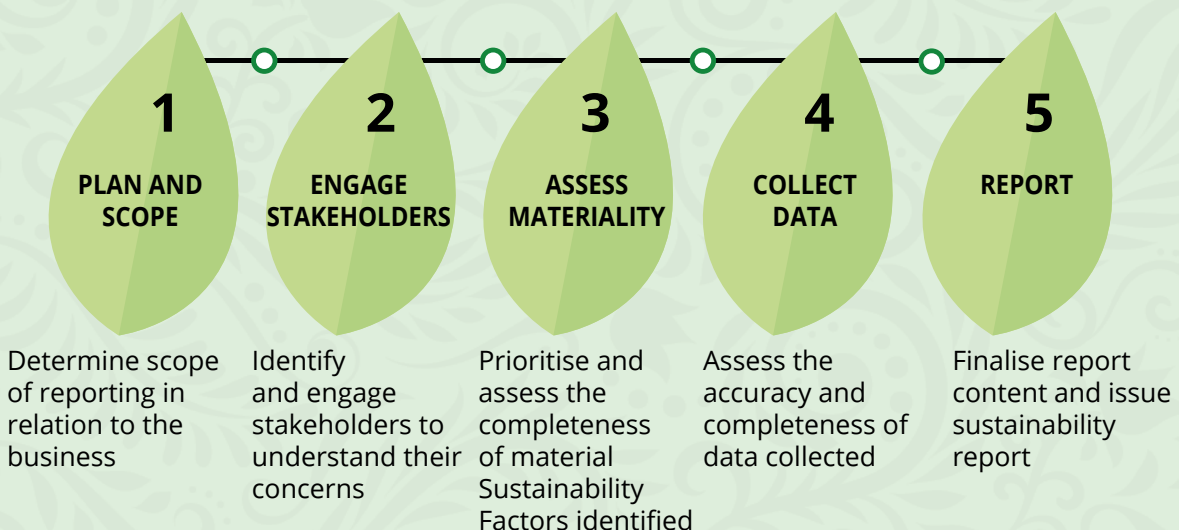 1
PLAN AND
SCOPE
Determine scope
of reporting in
relation to the
business
2
ENGAGE
STAKEHOLDERS
Identify
and engage
stakeholders to
understand their
concerns
3
ASSESS
MATERIALITY
Prioritise and
assess the
completeness
of material
Sustainability
Factors identified
4
COLLECT
DATA
Assess the
accuracy and
completeness of
data collected
5
REPORT
Finalise report
content and issue
sustainability
report